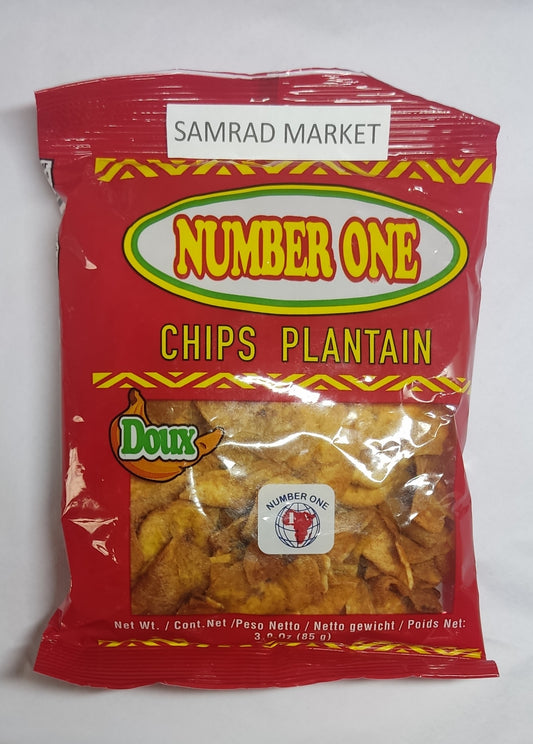 SAMRAD MARKET
NUMBER ONE
CHIPS PLANTAIN
Doux
NUMBER ONE
1
Net Wt. / Cont.Net /Peso Netto / Netto gewicht / Poids Net:
3.0 Oz (85 g)